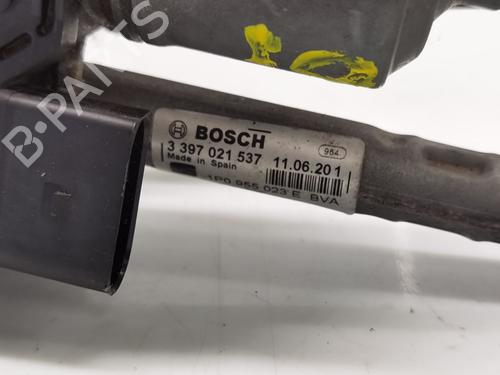 B-PARTS
BOSCH
984
3 397 021 537 11.06.201
Made in Spain
1P0 955 023 E BVA